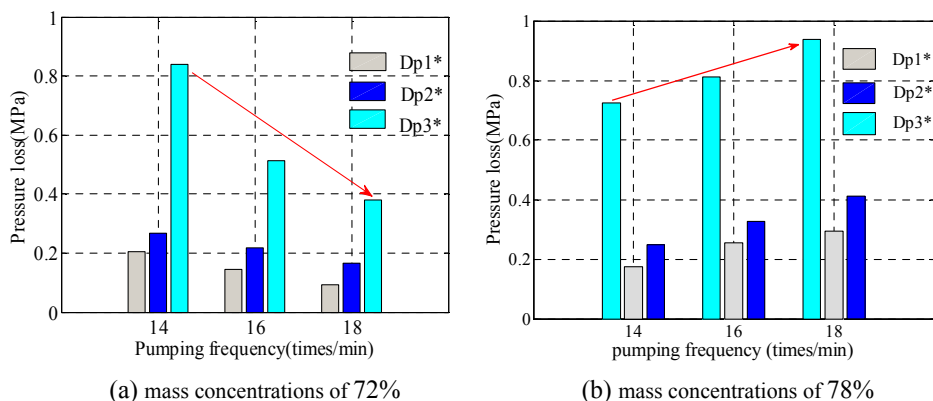 1
0.8
0.6
0.4
0.2
0
Pressure loss(MPa)
Dp1*
Dp2*
Dp3*
14 16 18
Pumping frequency(times/min)
(a) mass concentrations of 72%
1
0.8
0.6
0.4
0.2
0
Pressure loss(MPa)
Dp1*
Dp2*
Dp3*
14 16 18
pumping frequency (times/min)
(b) mass concentrations of 78%